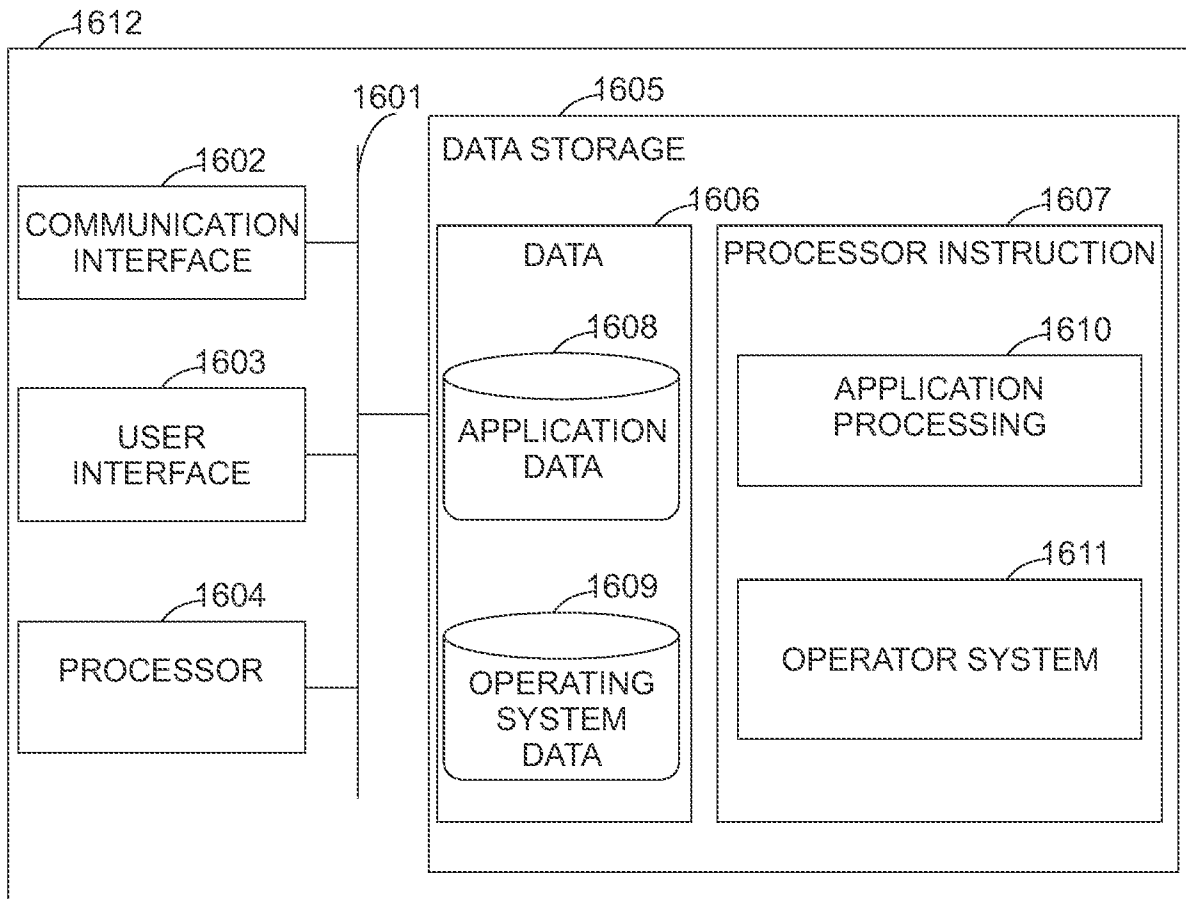 1612
1601
1605
DATA STORAGE
1602
COMMUNICATION
INTERFACE
1606
DATA
1607
PROCESSOR INSTRUCTION
1603
USER
INTERFACE
1608
APPLICATION
DATA
1610
APPLICATION
PROCESSING
1604
PROCESSOR
1609
OPERATING
SYSTEM
DATA
1611
OPERATOR SYSTEM